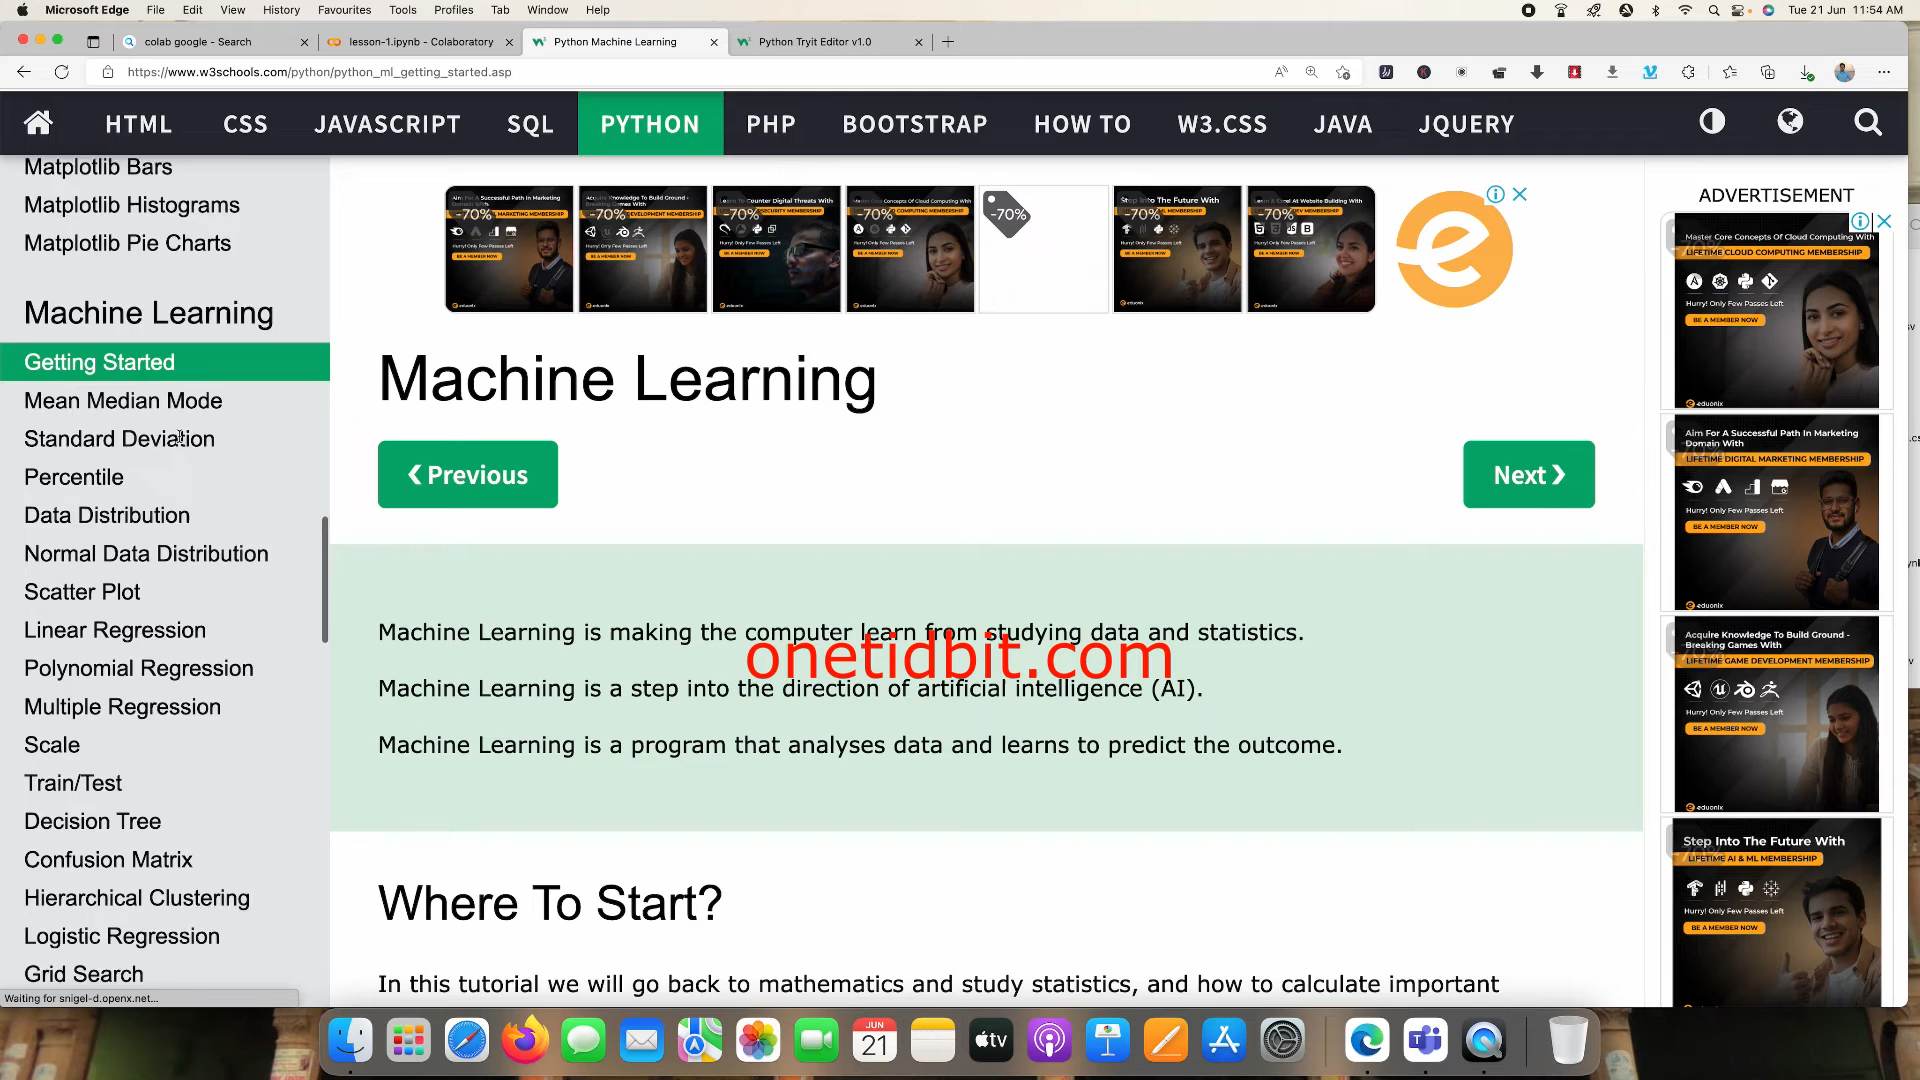 Microsoft Edge File Edit View History Favourites Tools Profiles Tab Window Help
Tue 21 Jun 11:54 AM
colab google - Search
lesson-1.ipynb - Colaboratory
Python Machine Learning
Python Tryit Editor v1.0
https://www.w3schools.com/python/python_ml_getting_started.asp
HTML CSS JAVASCRIPT SQL PYTHON PHP BOOTSTRAP HOW TO W3.CSS JAVA JQUERY
Matplotlib Bars
Matplotlib Histograms
Matplotlib Pie Charts
Machine Learning
Getting Started
Mean Median Mode
Standard Deviation
Percentile
Data Distribution
Normal Data Distribution
Scatter Plot
Linear Regression
Polynomial Regression
Multiple Regression
Scale
Train/Test
Decision Tree
Confusion Matrix
Hierarchical Clustering
Logistic Regression
Grid Search
Waiting for snigel-d.openx.net...
-70%
-70%
-70%
-70%
-70%
-70%
-70%
Machine Learning
❮ Previous
Next ❯
Machine Learning is making the computer learn from studying data and statistics.
onetidbit.com
Machine Learning is a step into the direction of artificial intelligence (AI).
Machine Learning is a program that analyses data and learns to predict the outcome.
Where To Start?
In this tutorial we will go back to mathematics and study statistics, and how to calculate important
ADVERTISEMENT
Master Core Concepts Of Cloud Computing With
LIFETIME CLOUD COMPUTING MEMBERSHIP
Hurry! Only Few Passes Left
BE A MEMBER NOW
eduonix
Aim For A Successful Path In Marketing
Domain With
LIFETIME DIGITAL MARKETING MEMBERSHIP
Hurry! Only Few Passes Left
BE A MEMBER NOW
eduonix
Acquire Knowledge To Build Ground -
Breaking Games With
LIFETIME GAME DEVELOPMENT MEMBERSHIP
Hurry! Only Few Passes Left
BE A MEMBER NOW
eduonix
Step Into The Future With
LIFETIME AI & ML MEMBERSHIP
Hurry! Only Few Passes Left
BE A MEMBER NOW
JUN
21
tv